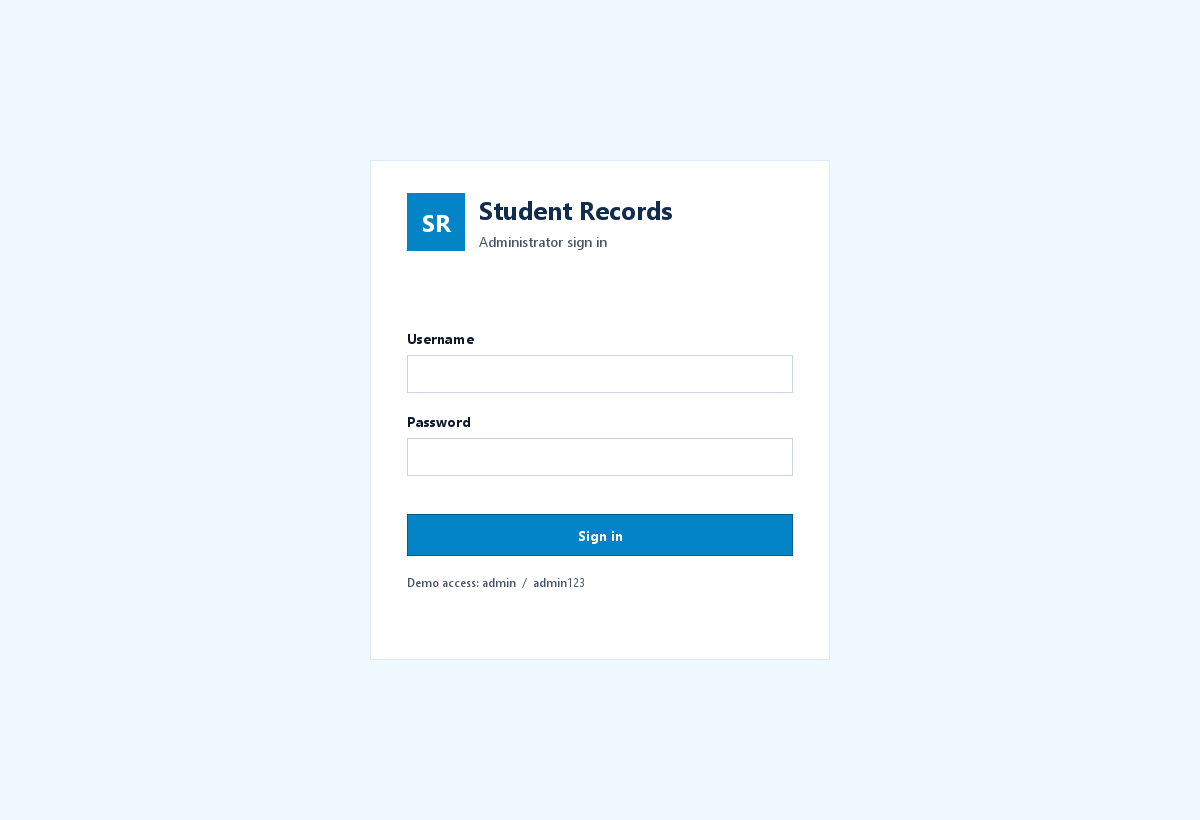 SR
Student Records
Administrator sign in
Username
Password
Sign in
Demo access: admin / admin123